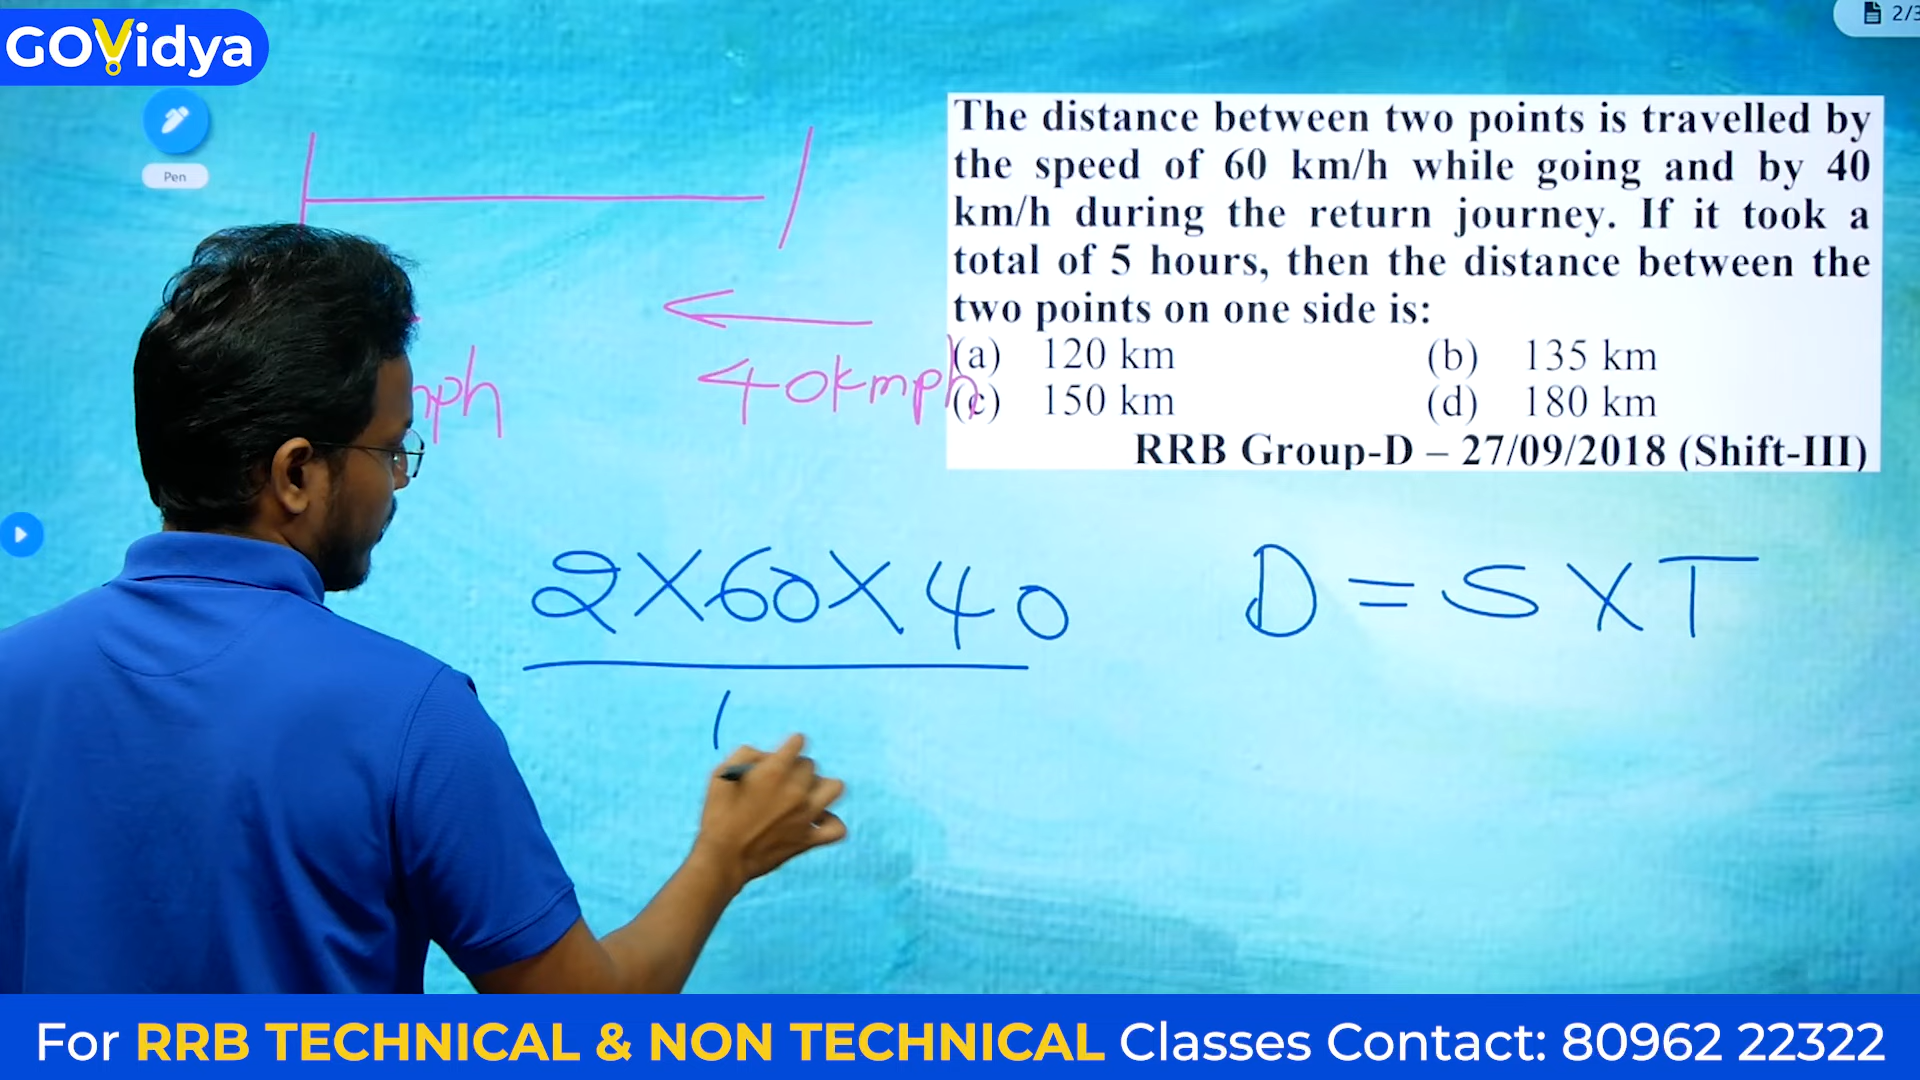 GOVidya
2/3
Pen
The distance between two points is travelled by
the speed of 60 km/h while going and by 40
km/h during the return journey. If it took a
total of 5 hours, then the distance between the
two points on one side is:
(a) 120 km (b) 135 km
(c) 150 km (d) 180 km
RRB Group-D – 27/09/2018 (Shift-III)
mph
40kmph
2X60X40
D = S X T
For RRB TECHNICAL & NON TECHNICAL Classes Contact: 80962 22322